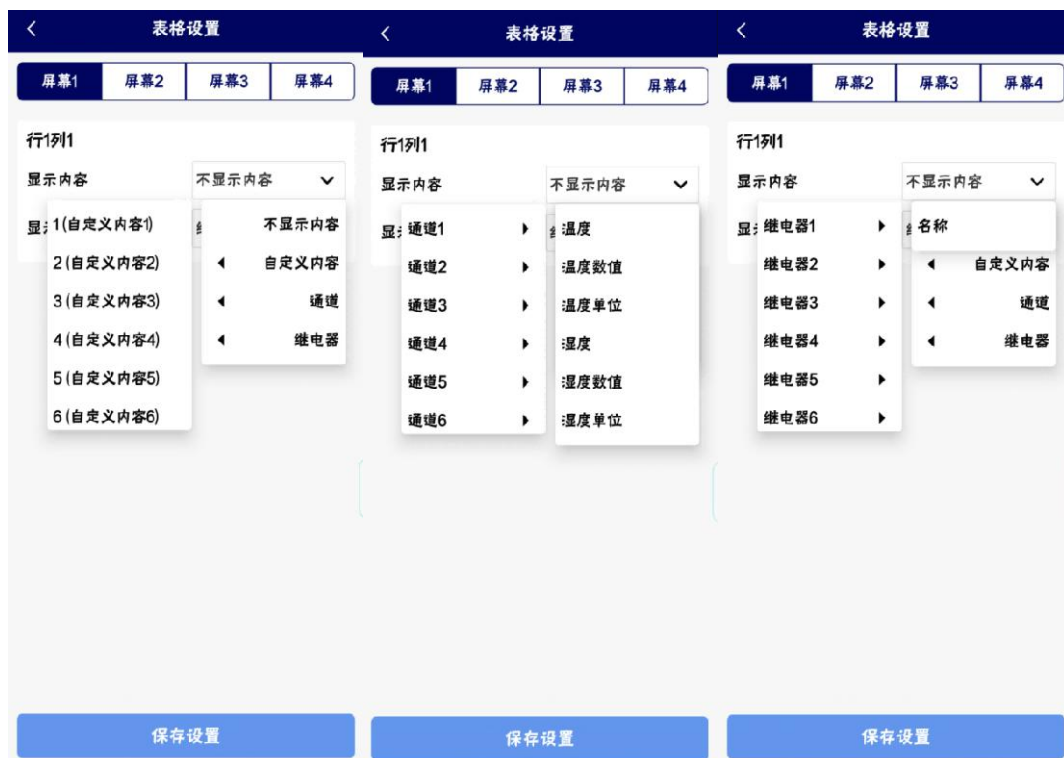 表格设置
屏幕1 屏幕2 屏幕3 屏幕4
行1列1
显示内容 不显示内容
显
1(自定义内容1) 不显示内容
2(自定义内容2) 自定义内容
3(自定义内容3) 通道
4(自定义内容4) 继电器
5(自定义内容5)
6(自定义内容6)
保存设置
表格设置
屏幕1 屏幕2 屏幕3 屏幕4
行1列1
显示内容 不显示内容
显
通道1 温度
通道2 温度数值
通道3 温度单位
通道4 湿度
通道5 湿度数值
通道6 湿度单位
保存设置
表格设置
屏幕1 屏幕2 屏幕3 屏幕4
行1列1
显示内容 不显示内容
显
继电器1 名称
继电器2 自定义内容
继电器3 通道
继电器4 继电器
继电器5
继电器6
保存设置